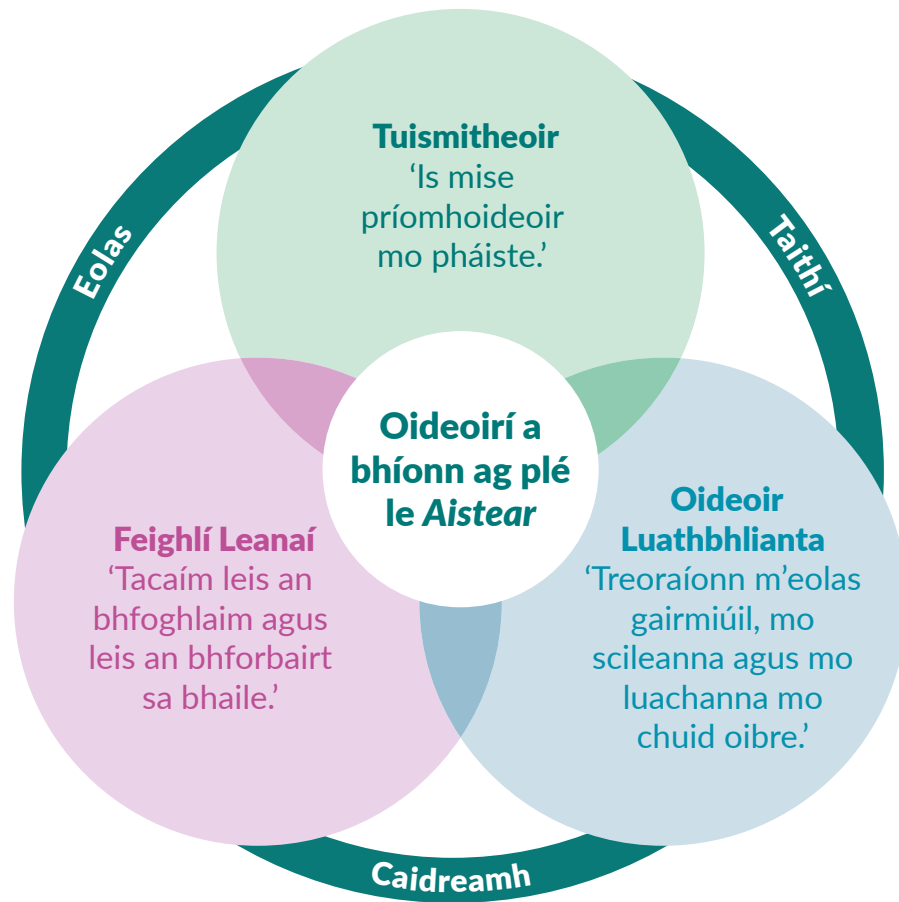 Tuismitheoir
‘Is mise
príomhoideoir
mo pháiste.’
Eolas
Taithí
Oideoirí a
bhíonn ag plé
le Aistear
Feighlí Leanaí
‘Tacaím leis an
bhfoghlaim agus
leis an bhforbairt
sa bhaile.’
Oideoir
Luathbhlianta
‘Treoraíonn m’eolas
gairmiúil, mo
scileanna agus mo
luachanna mo
chuid oibre.’
Caidreamh